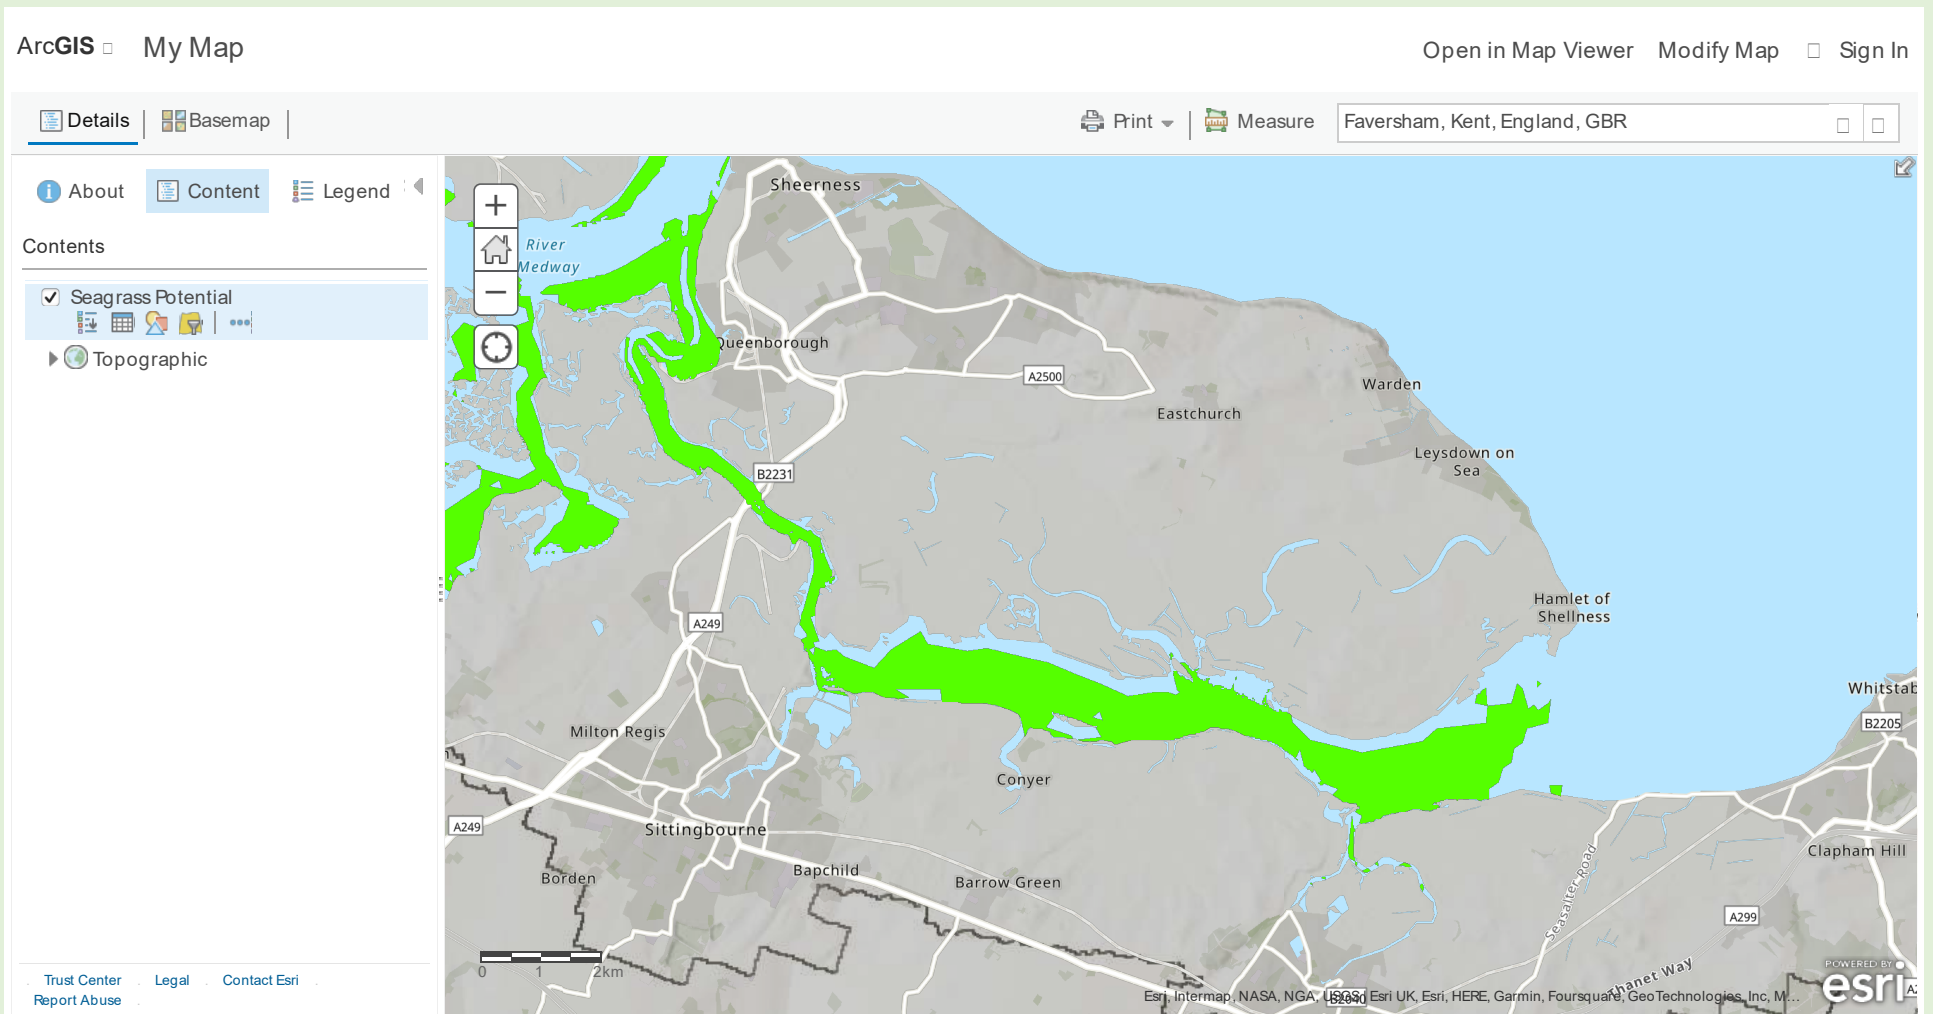 ArcGIS My Map
Open in Map Viewer Modify Map Sign In
Details Basemap
Print Measure Faversham, Kent, England, GBR
About Content Legend
Contents
Seagrass Potential
Topographic
Trust Center Legal Contact Esri
Report Abuse
Sheerness
River
Medway
Queenborough
A2500
Warden
Eastchurch
Leysdown on
Sea
B2231
Hamlet of
Shellness
A249
Whitstab
B2205
Milton Regis
Conyer
A249
Sittingbourne
Clapham Hill
Bapchild
Borden
Barrow Green
Seasalter Road
A299
Thanet Way
0 1 2km
POWERED BY
esri
Esri, Intermap, NASA, NGA, USGS | Esri UK, Esri, HERE, Garmin, Foursquare, GeoTechnologies, Inc, M...
B2040